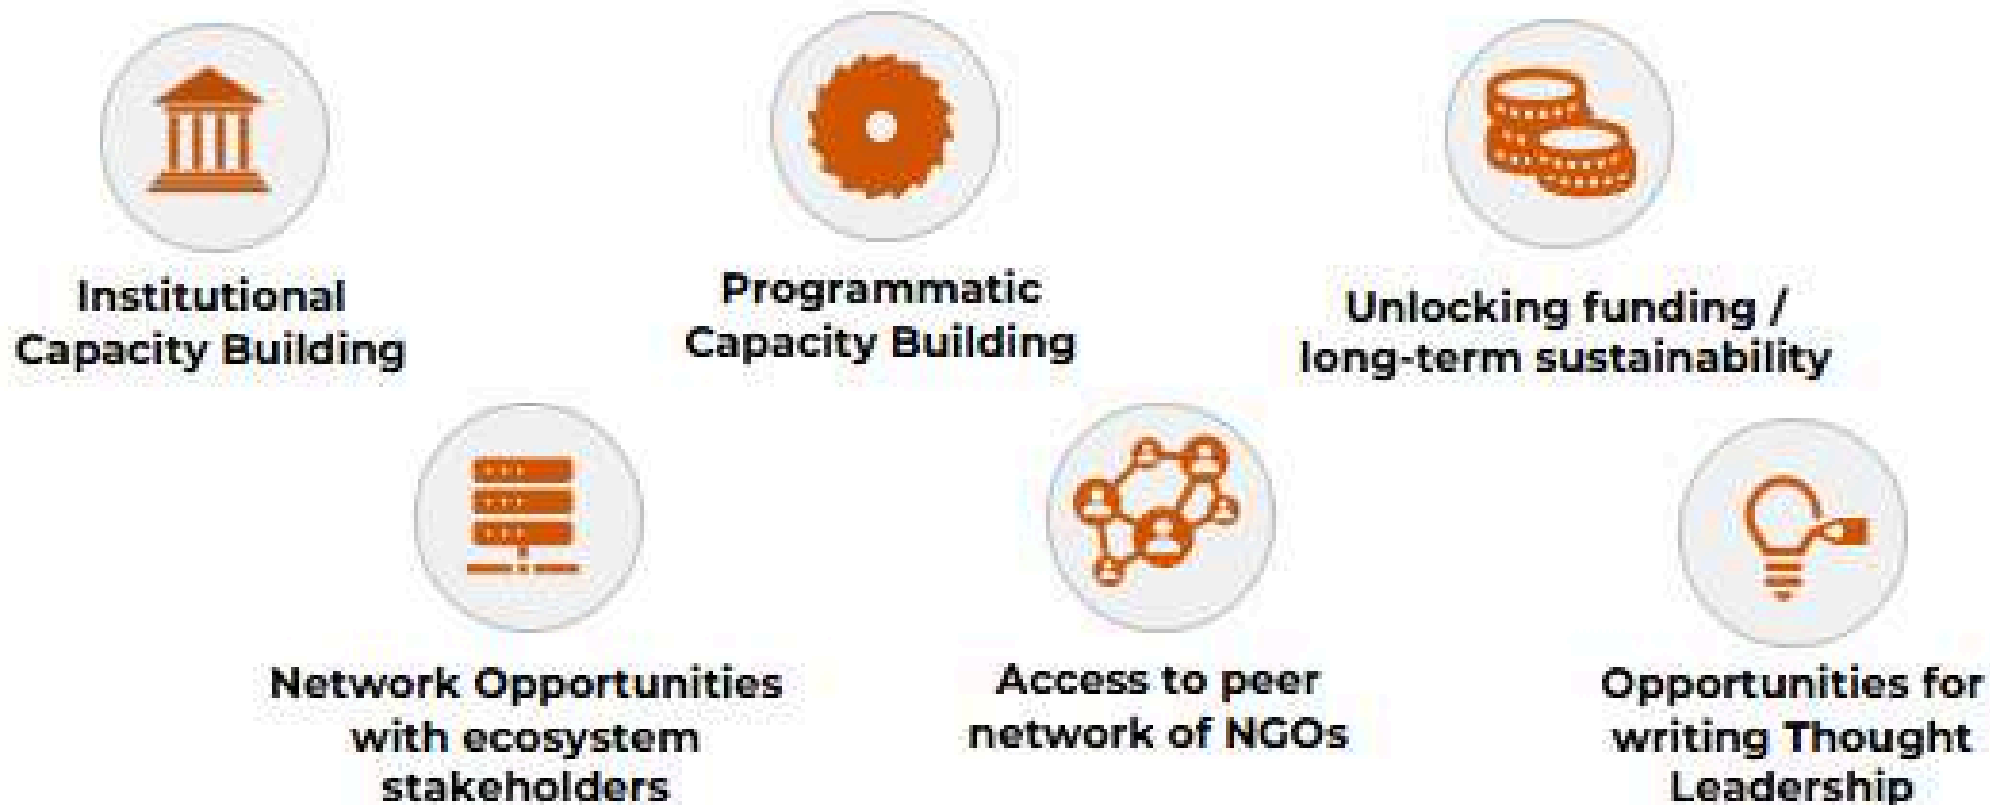 Institutional
Capacity Building
Programmatic
Capacity Building
Unlocking funding /
long-term sustainability
Network Opportunities
with ecosystem
stakeholders
Access to peer
network of NGOs
Opportunities for
writing Thought
Leadership